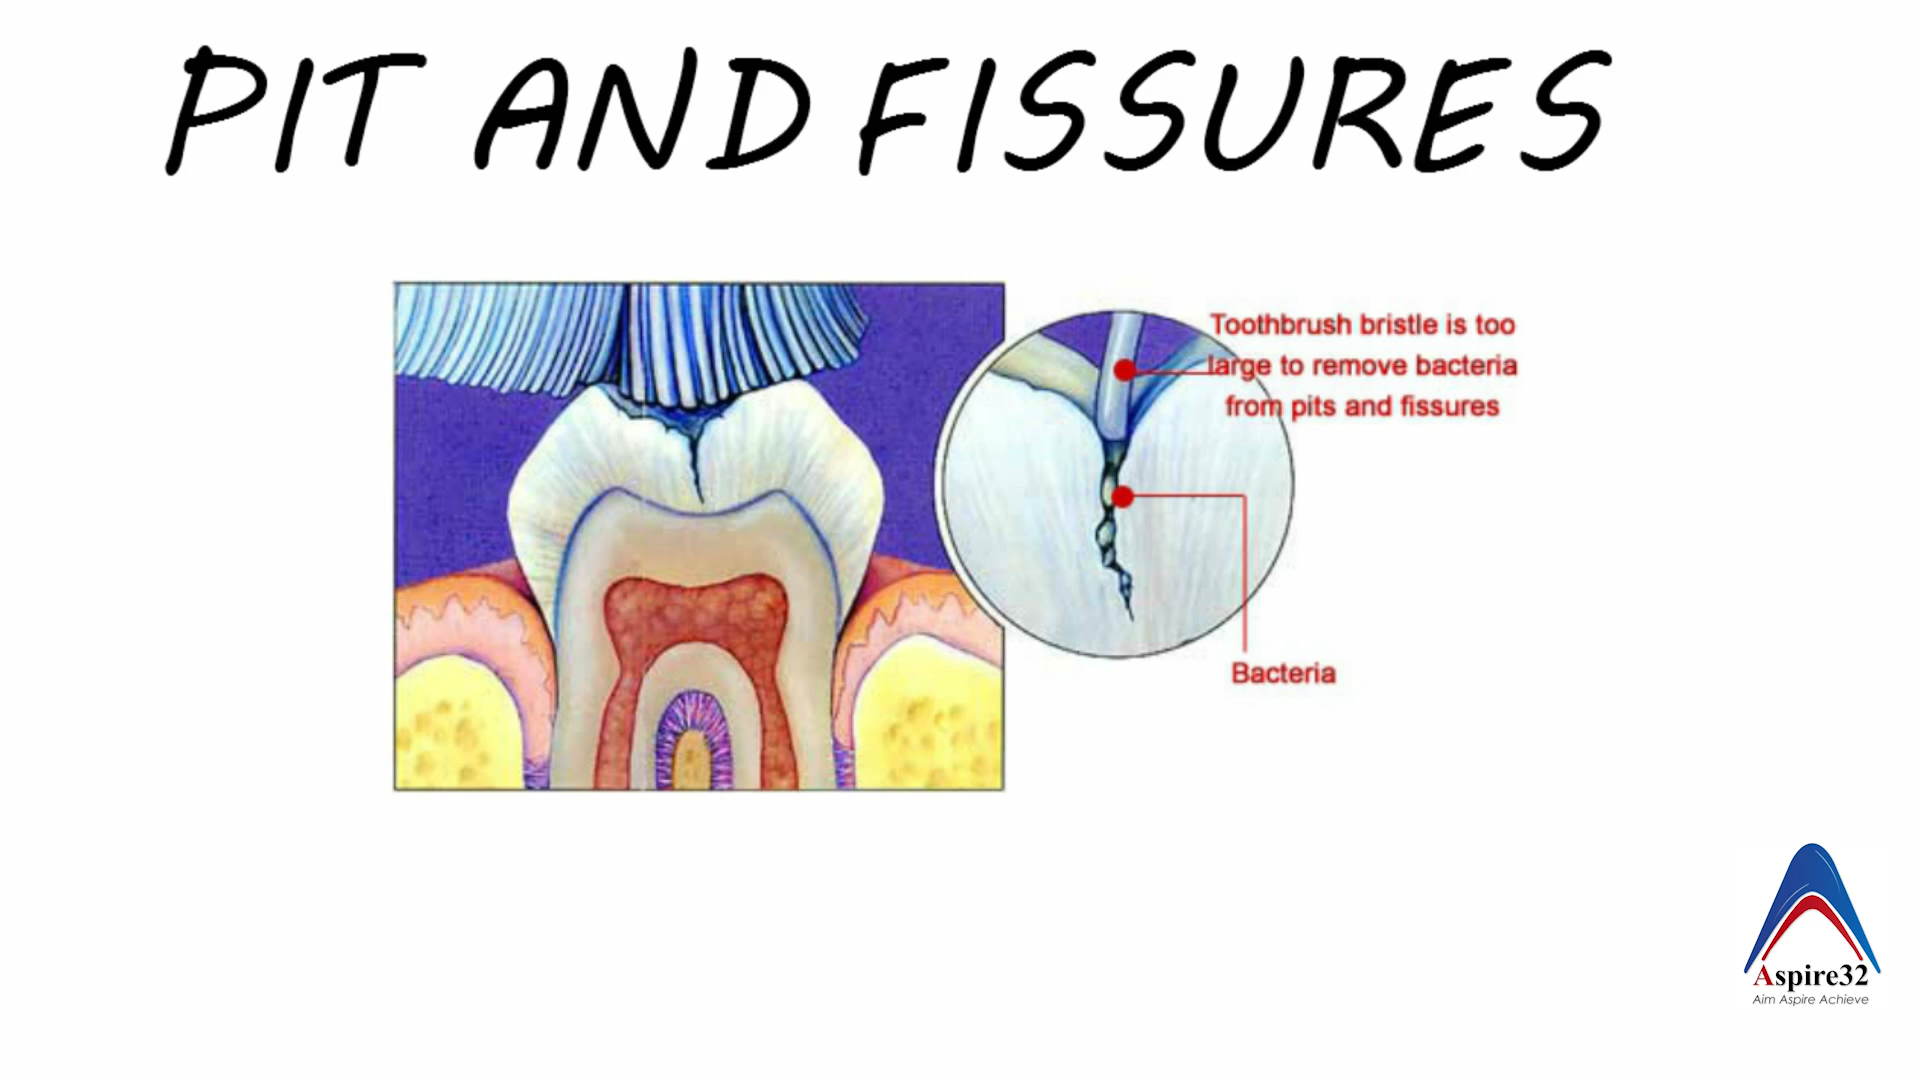 PIT AND FISSURES
Toothbrush bristle is too
large to remove bacteria
from pits and fissures
Bacteria
Aspire32
Aim Aspire Achieve